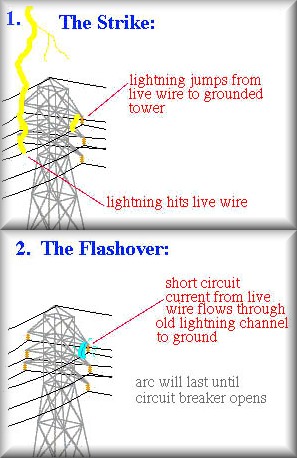 1. The Strike:
lightning jumps from
live wire to grounded
tower
lightning hits live wire
2. The Flashover:
short circuit
current from live
wire flows through
old lightning channel
to ground
arc will last until
circuit breaker opens